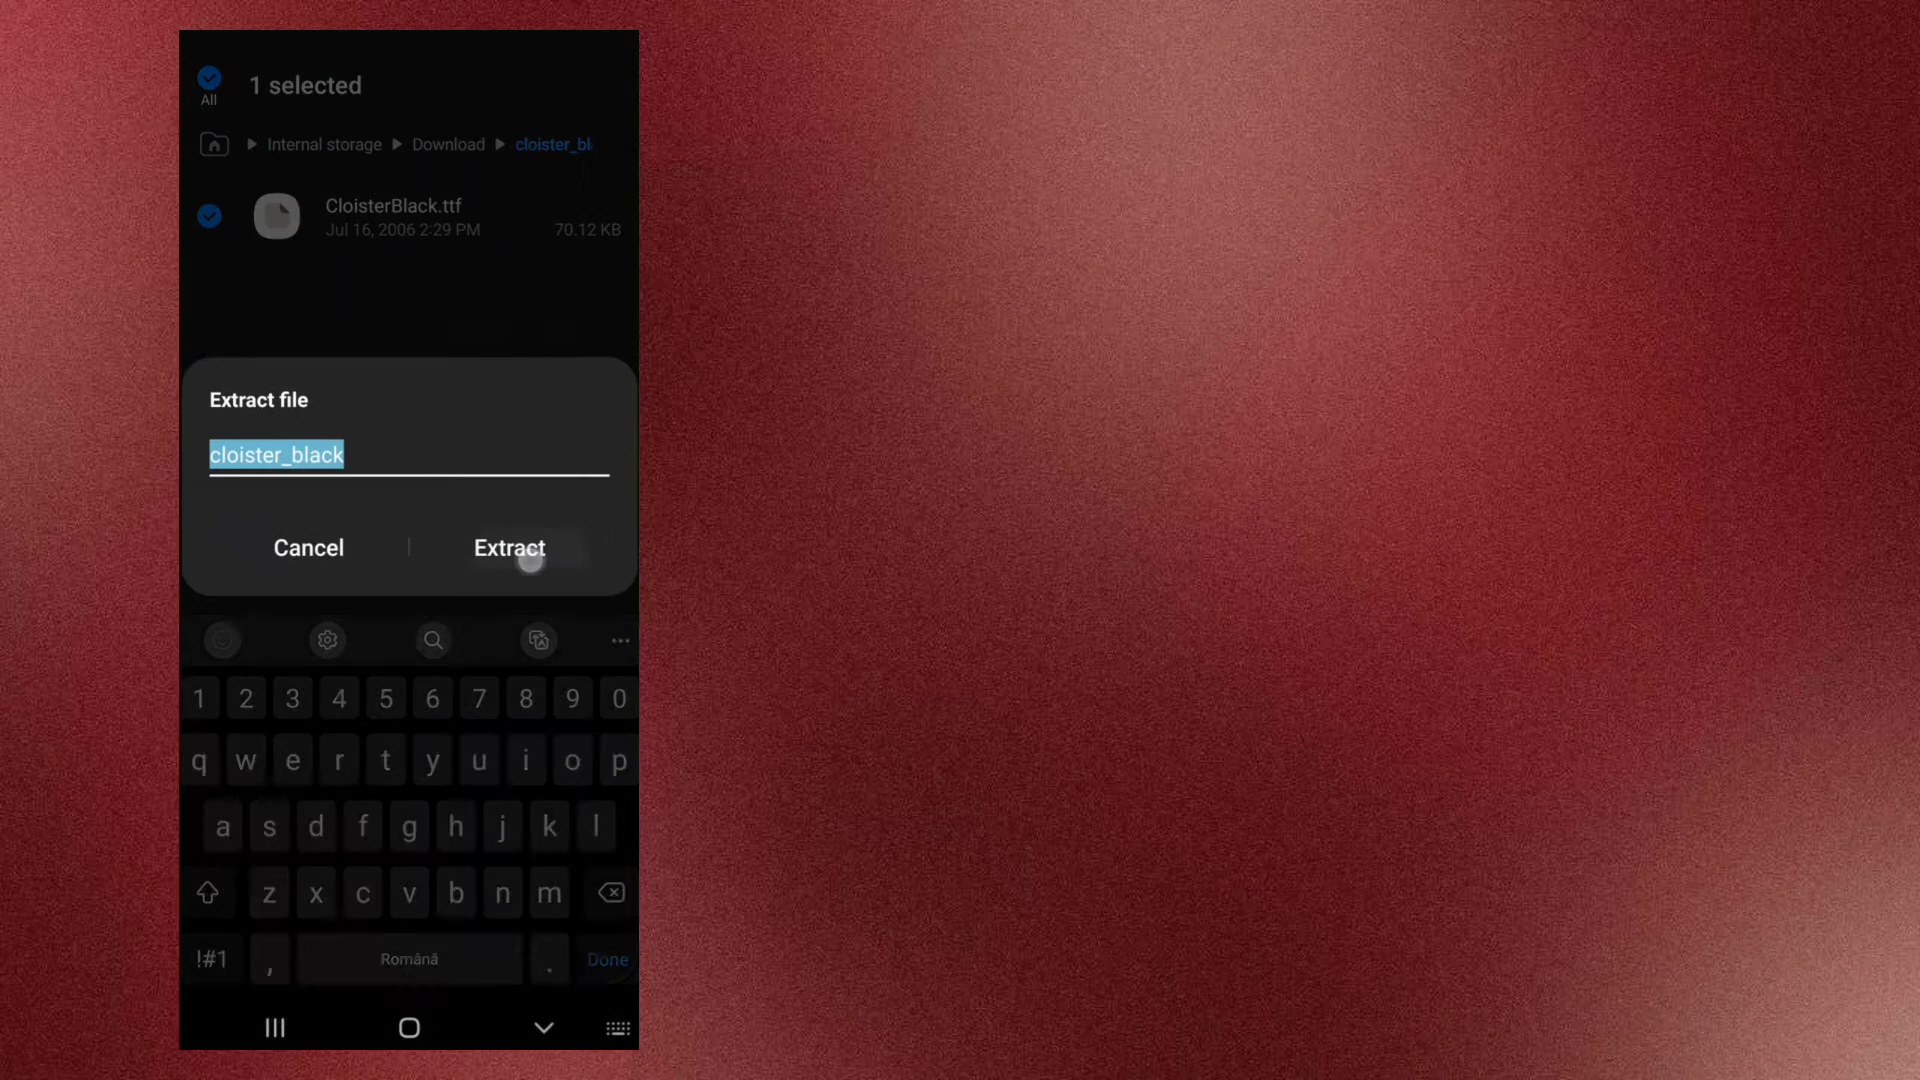 1 selected
All
Internal storage Download cloister_bl
CloisterBlack.ttf
Jul 16, 2006 2:29 PM 70.12 KB
Extract file
cloister_black
Cancel Extract
1 2 3 4 5 6 7 8 9 0
q w e r t y u i o p
a s d f g h j k l
z x c v b n m
!#1 , Română . Done